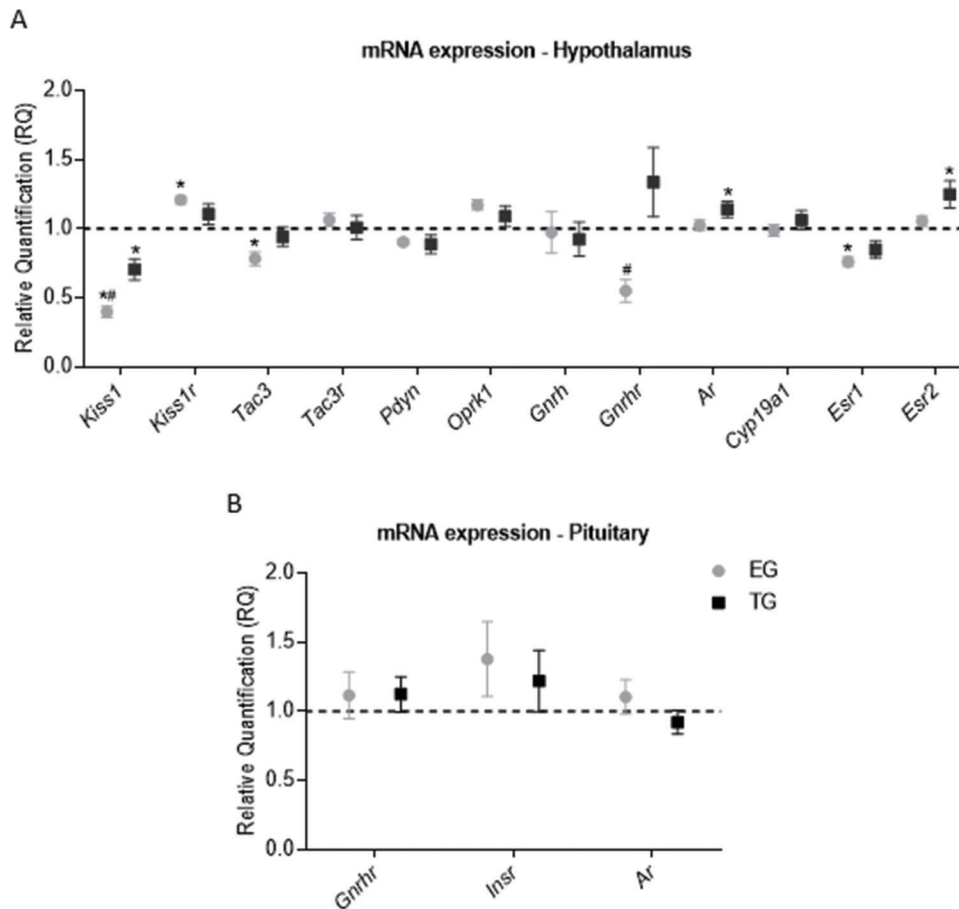 A
mRNA expression - Hypothalamus
Relative Quantification (RQ)
2.0
1.5
1.0
0.5
0.0
*#
*
*
*
#
*
*
*
Kiss1
Kiss1r
Tac3
Tac3r
Pdyn
Oprk1
Gnrh
Gnrhr
Ar
Cyp19a1
Esr1
Esr2
B
mRNA expression - Pituitary
Relative Quantification (RQ)
2.0
1.5
1.0
0.5
0.0
EG
TG
Gnrhr
Insr
Ar